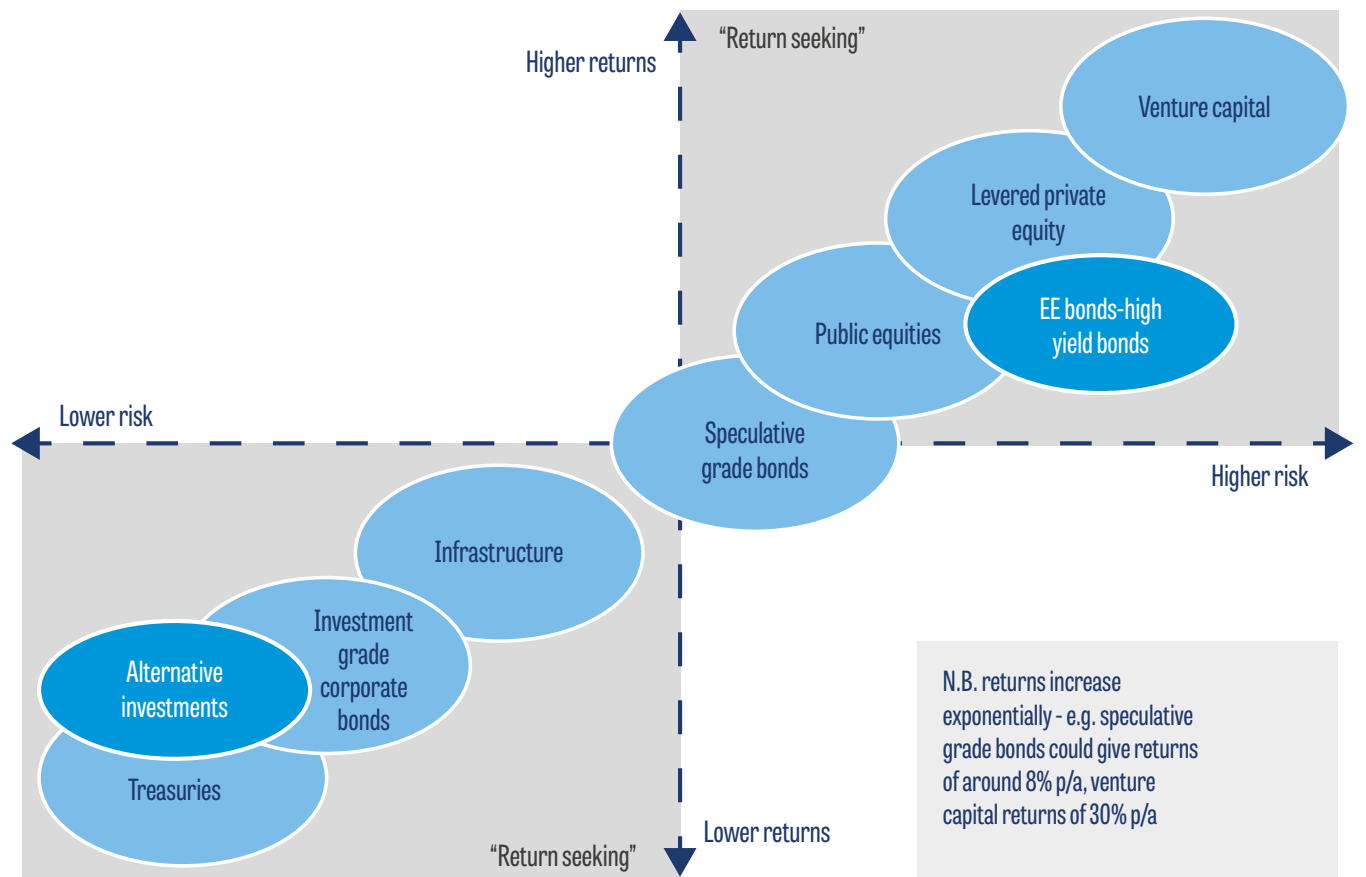 “Return seeking”
Higher returns
Venture capital
Levered private
equity
EE bonds-high
yield bonds
Public equities
Lower risk
Speculative
grade bonds
Higher risk
Infrastructure
Investment
grade
corporate
bonds
Alternative
investments
Treasuries
N.B. returns increase
exponentially - e.g. speculative
grade bonds could give returns
of around 8% p/a, venture
capital returns of 30% p/a
Lower returns
“Return seeking”